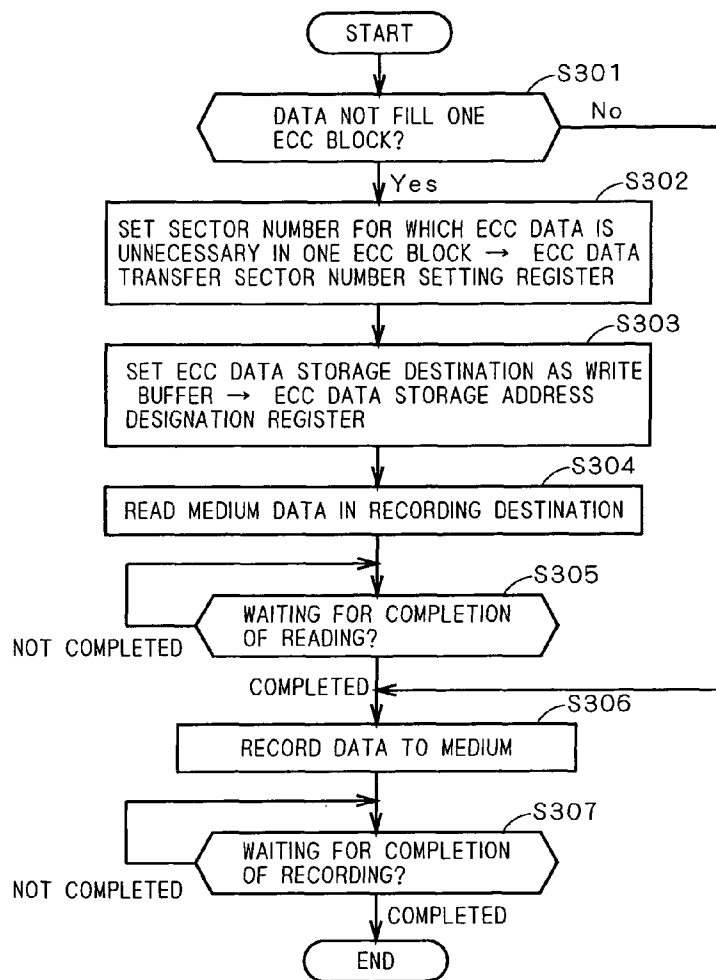 START
S301
DATA NOT FILL ONE
ECC BLOCK?
No
Yes
S302
SET SECTOR NUMBER FOR WHICH ECC DATA IS
UNNECESSARY IN ONE ECC BLOCK → ECC DATA
TRANSFER SECTOR NUMBER SETTING REGISTER
S303
SET ECC DATA STORAGE DESTINATION AS WRITE
BUFFER → ECC DATA STORAGE ADDRESS
DESIGNATION REGISTER
S304
READ MEDIUM DATA IN RECORDING DESTINATION
S305
WAITING FOR COMPLETION
OF READING?
NOT COMPLETED
COMPLETED
S306
RECORD DATA TO MEDIUM
S307
WAITING FOR COMPLETION
OF RECORDING?
NOT COMPLETED
COMPLETED
END